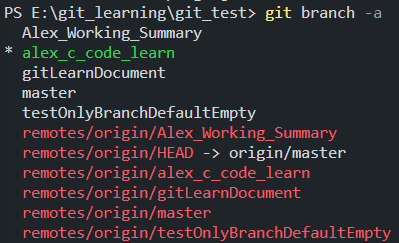 PS E:\git_learning\git_test> git branch -a
Alex_Working_Summary
* alex_c_code_learn
gitLearnDocument
master
testOnlyBranchDefaultEmpty
remotes/origin/Alex_Working_Summary
remotes/origin/HEAD -> origin/master
remotes/origin/alex_c_code_learn
remotes/origin/gitLearnDocument
remotes/origin/master
remotes/origin/testOnlyBranchDefaultEmpty